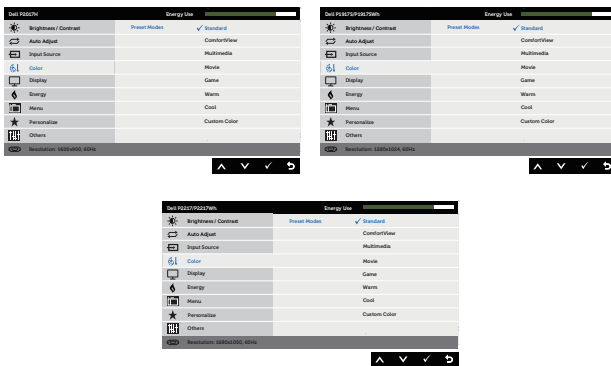 Dell P2017H Energy Use
Brightness / Contrast Preset Modes ✓ Standard
Auto Adjust ComfortView
Input Source Multimedia
Color Movie
Display Game
Energy Warm
Menu Cool
Personalize Custom Color
Others
Resolution: 1600x900, 60Hz
Dell P1917S/P1917SWh Energy Use
Brightness / Contrast Preset Modes ✓ Standard
Auto Adjust ComfortView
Input Source Multimedia
Color Movie
Display Game
Energy Warm
Menu Cool
Personalize Custom Color
Others
Resolution: 1280x1024, 60Hz
Dell P2217/P2217Wh Energy Use
Brightness / Contrast Preset Modes ✓ Standard
Auto Adjust ComfortView
Input Source Multimedia
Color Movie
Display Game
Energy Warm
Menu Cool
Personalize Custom Color
Others
Resolution: 1680x1050, 60Hz